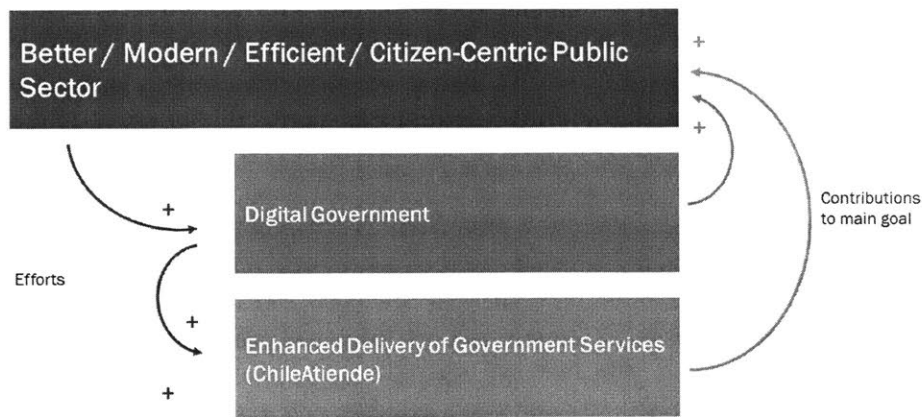 Better / Modern / Efficient / Citizen-Centric Public
Sector
+
+
+
Digital Government
Contributions
to main goal
Efforts
+
Enhanced Delivery of Government Services
(ChileAtiende)
+